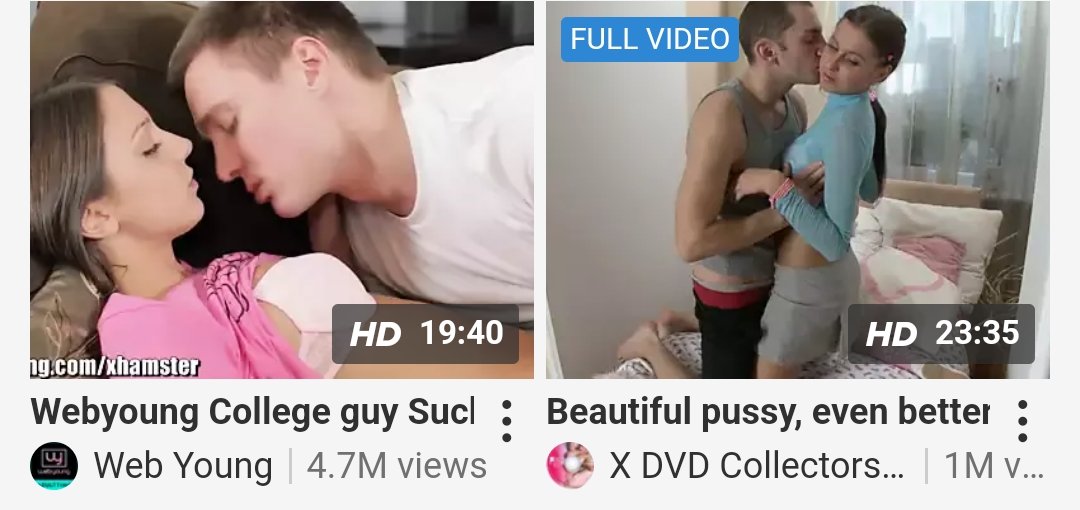 FULL VIDEO
HD 19:40
HD 23:35
ng.com/xhamster
Webyoung College guy Suc
Beautiful pussy, even better
Web Young | 4.7M views
X DVD Collectors... | 1M v...